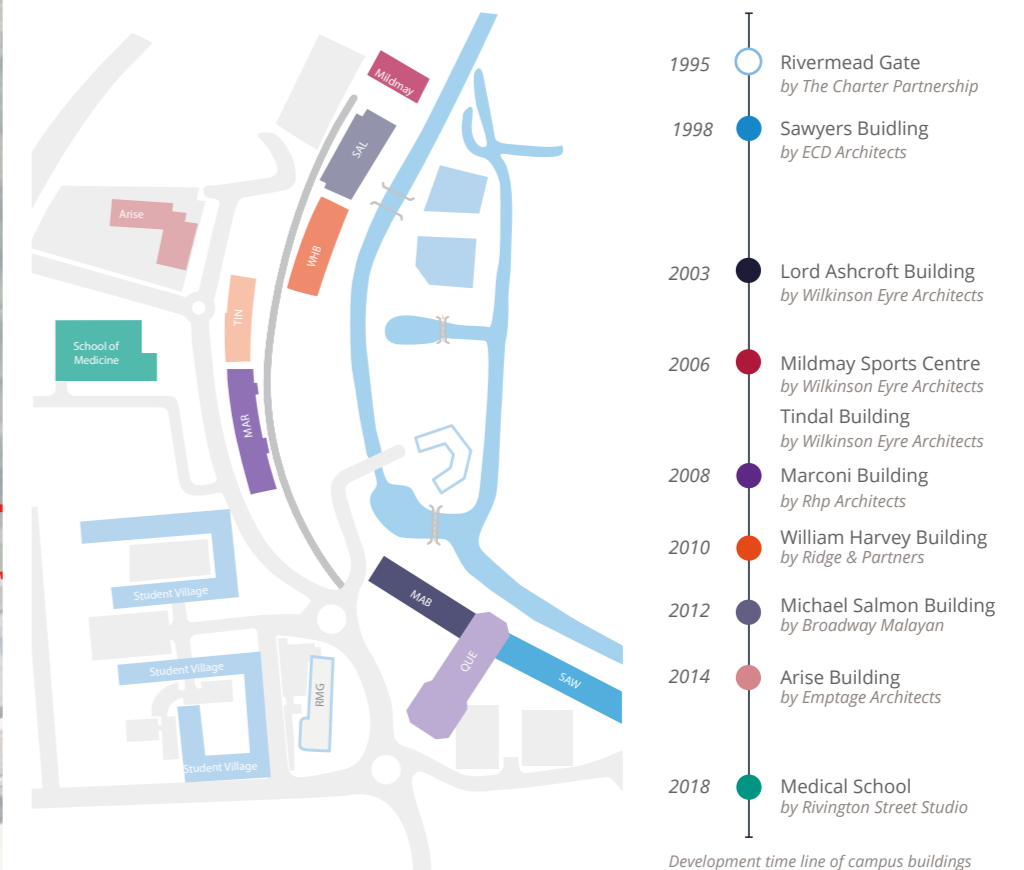 Mildmay
SAL
Arise
WHB
TIN
School of
Medicine
MAR
Student Village
MAB
QUE
Student Village
SAW
RMG
Student Village
1995
Rivermead Gate
by The Charter Partnership
1998
Sawyers Buidling
by ECD Architects
2003
Lord Ashcroft Building
by Wilkinson Eyre Architects
2006
Mildmay Sports Centre
by Wilkinson Eyre Architects
Tindal Building
by Wilkinson Eyre Architects
2008
Marconi Building
by Rhp Architects
2010
William Harvey Building
by Ridge & Partners
2012
Michael Salmon Building
by Broadway Malayan
2014
Arise Building
by Emptage Architects
2018
Medical School
by Rivington Street Studio
Development time line of campus buildings